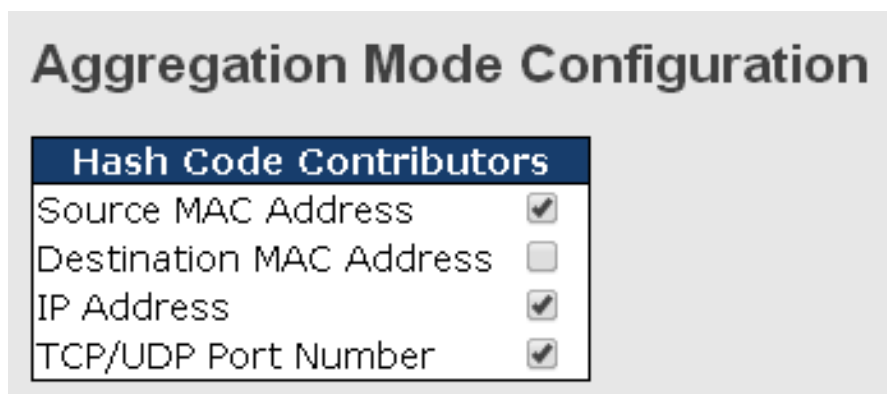 Aggregation Mode Configuration
Hash Code Contributors
Source MAC Address
Destination MAC Address
IP Address
TCP/UDP Port Number